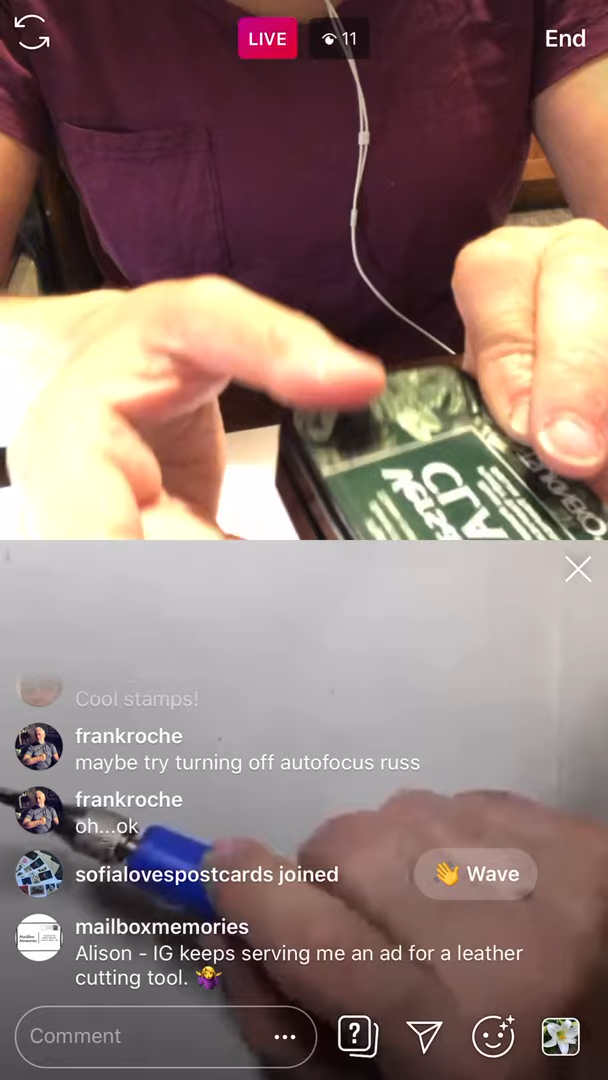 LIVE
11
End
Cool stamps!
frankroche
maybe try turning off autofocus russ
frankroche
oh...ok
sofialovespostcards joined
Wave
mailboxmemories
Alison - IG keeps serving me an ad for a leather
cutting tool.
Comment